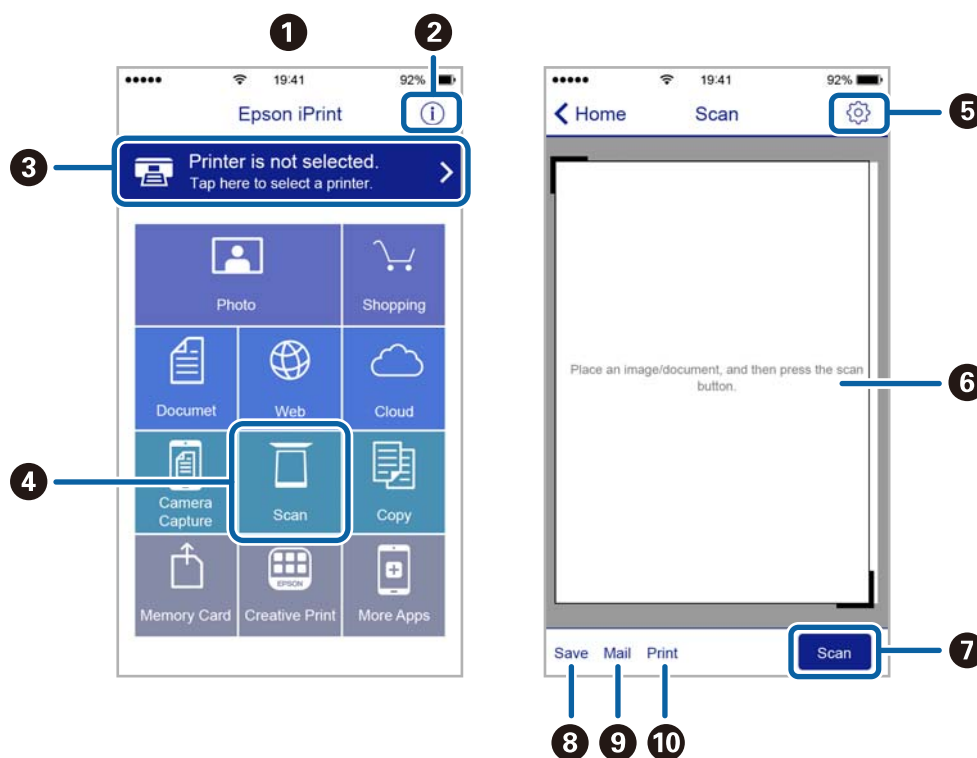 1
2
19:41
92%
Epson iPrint
i
3
Printer is not selected.
Tap here to select a printer.
Photo
Shopping
Documet
Web
Cloud
4
Camera
Capture
Scan
Copy
EPSON
Memory Card
Creative Print
More Apps
19:41
92%
Home
Scan
5
Place an image/document, and then press the scan
button.
6
Save Mail Print
Scan
7
8 9 10